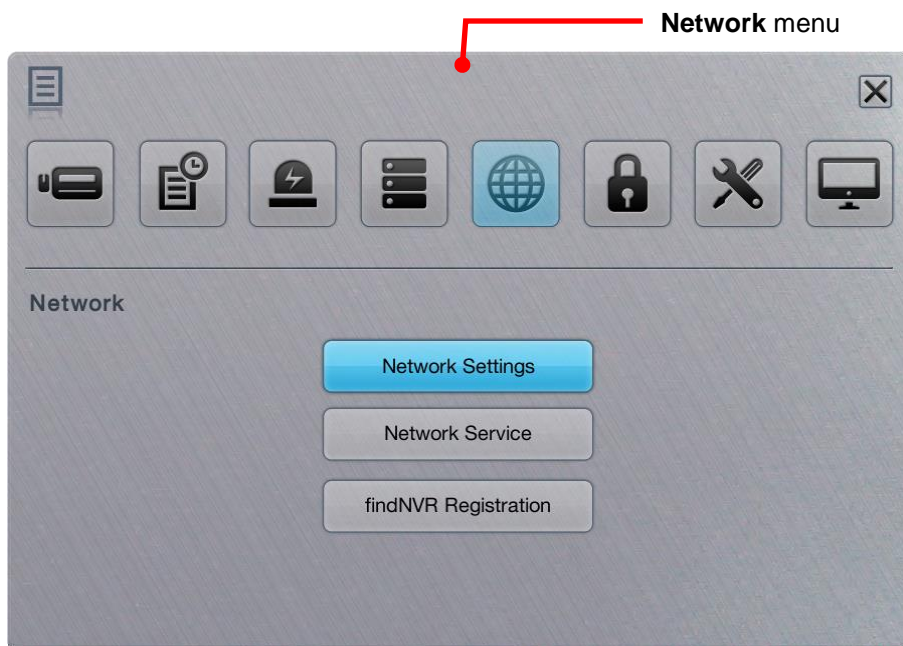 Network menu
Network
Network Settings
Network Service
findNVR Registration